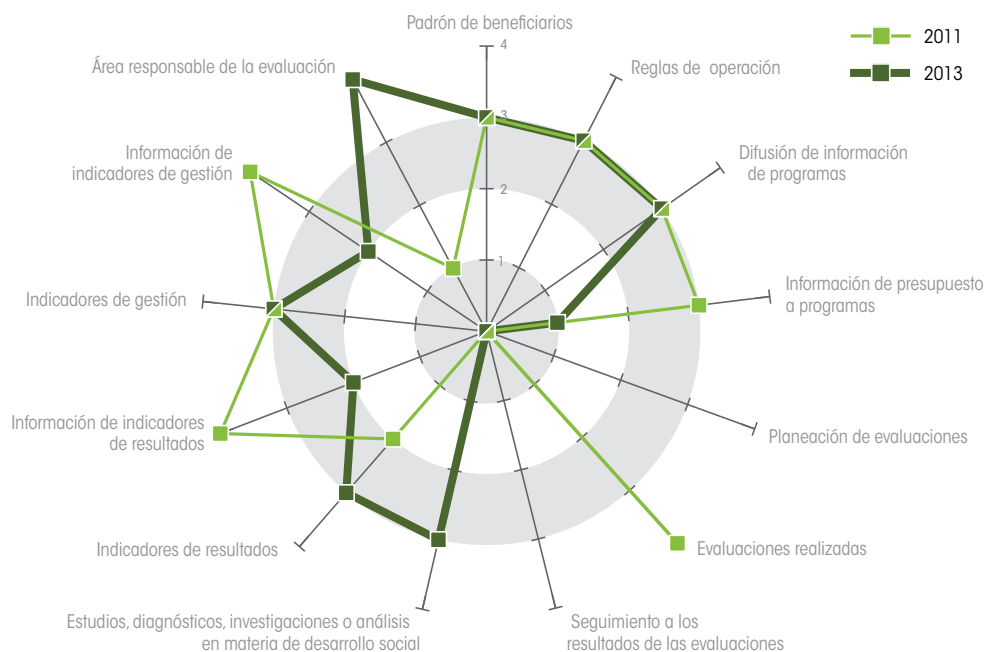 Padrón de beneficiarios
4
3
2
1
2011
2013
Reglas de operación
Difusión de información
de programas
Información de presupuesto
a programas
Planeación de evaluaciones
Evaluaciones realizadas
Seguimiento a los
resultados de las evaluaciones
Estudios, diagnósticos, investigaciones o análisis
en materia de desarrollo social
Indicadores de resultados
Información de indicadores
de resultados
Indicadores de gestión
Información de
indicadores de gestión
Área responsable de la evaluación